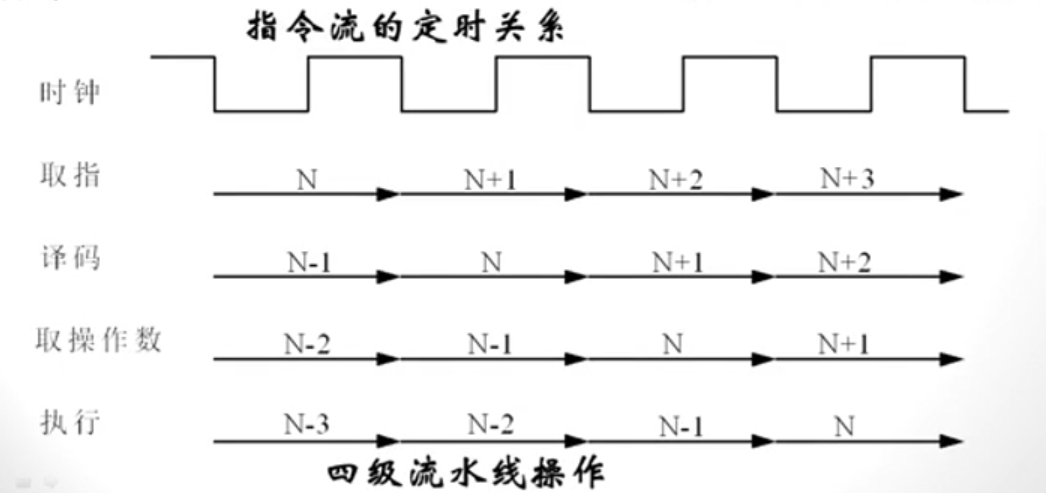 指令流的定时关系
时钟
取指 N N+1 N+2 N+3
译码 N-1 N N+1 N+2
取操作数 N-2 N-1 N N+1
执行 N-3 N-2 N-1 N
四级流水线操作